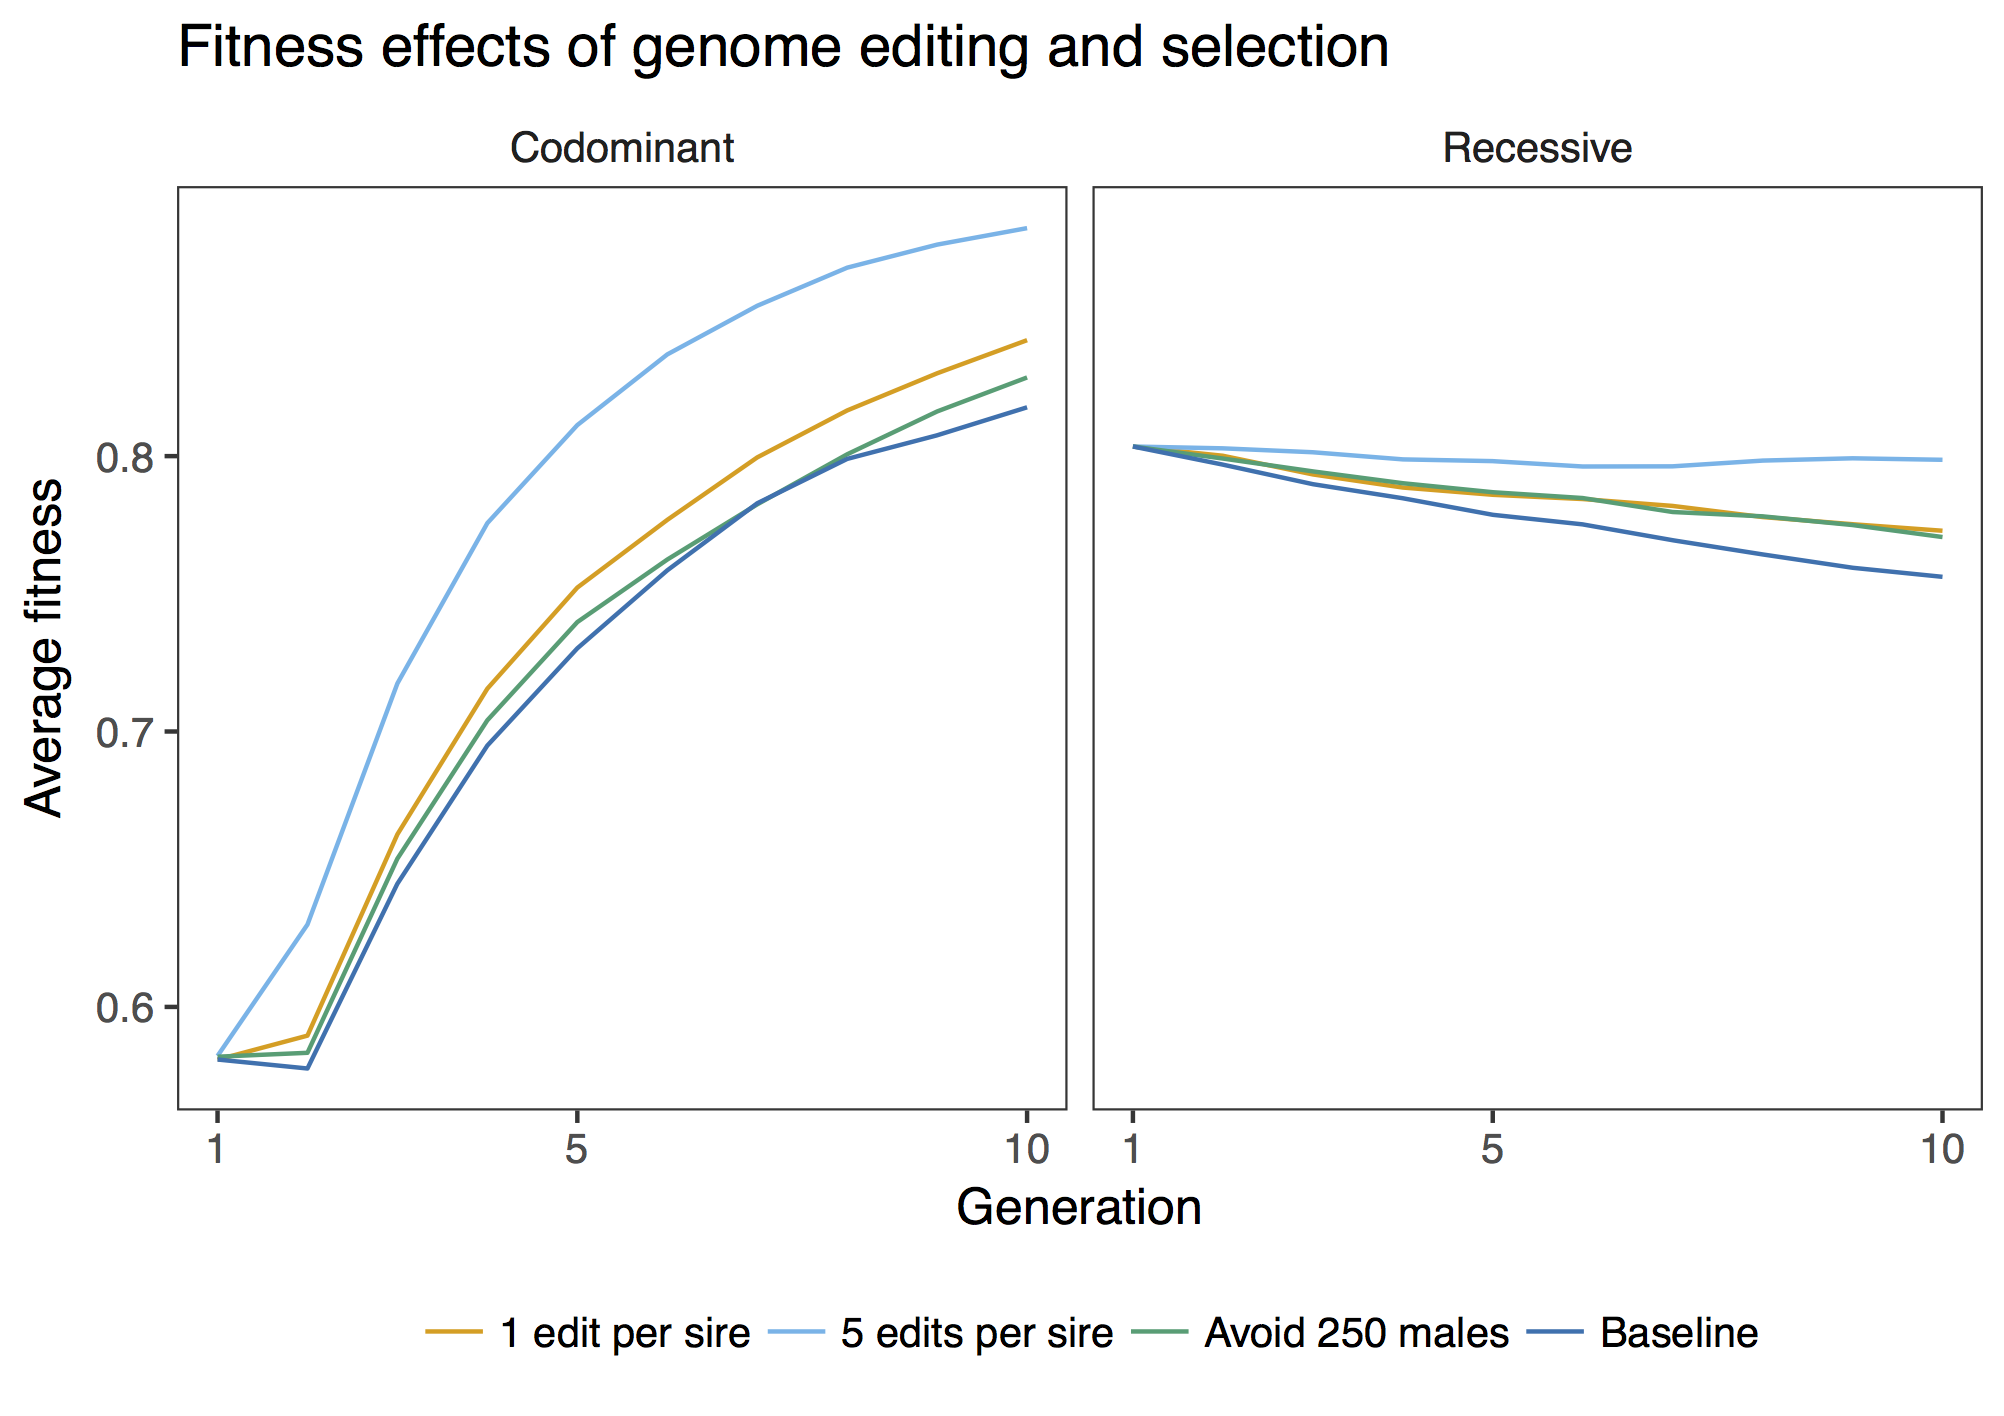 Fitness effects of genome editing and selection
Codominant
Recessive
Average fitness
0.8
0.7
0.6
1 5 10
1 5 10
Generation
1 edit per sire 5 edits per sire Avoid 250 males Baseline